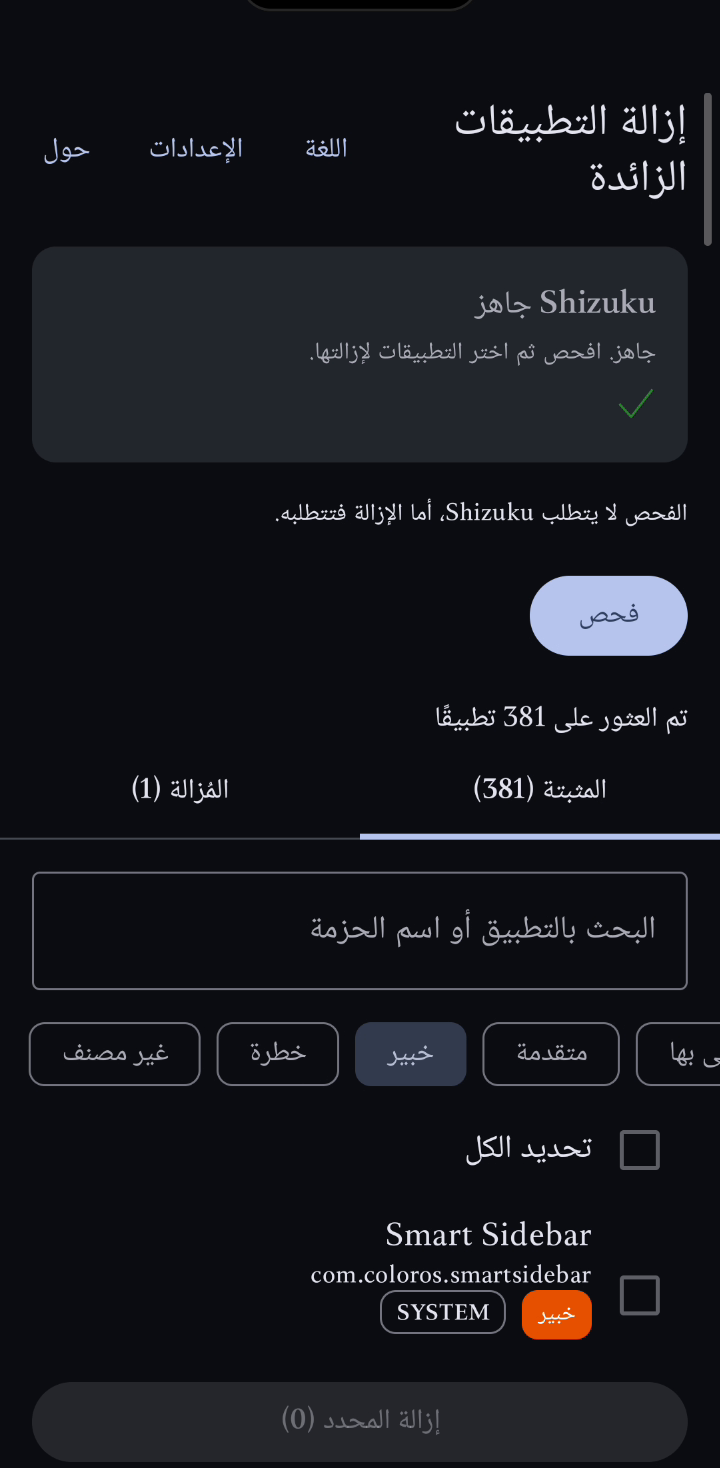 إزالة التطبيقات
الزائدة
اللغة
الإعدادات
حول
Shizuku جاهز
جاهز. افحص ثم اختر التطبيقات لإزالتها.
الفحص لا يتطلب Shizuku، أما الإزالة فتتطلبه.
فحص
تم العثور على 381 تطبيقًا
المثبتة (381)
المُزالة (1)
البحث بالتطبيق أو اسم الحزمة
ى بها
متقدمة
خبير
خطرة
غير مصنف
تحديد الكل
Smart Sidebar
com.coloros.smartsidebar
خبير
SYSTEM
إزالة المحدد (0)